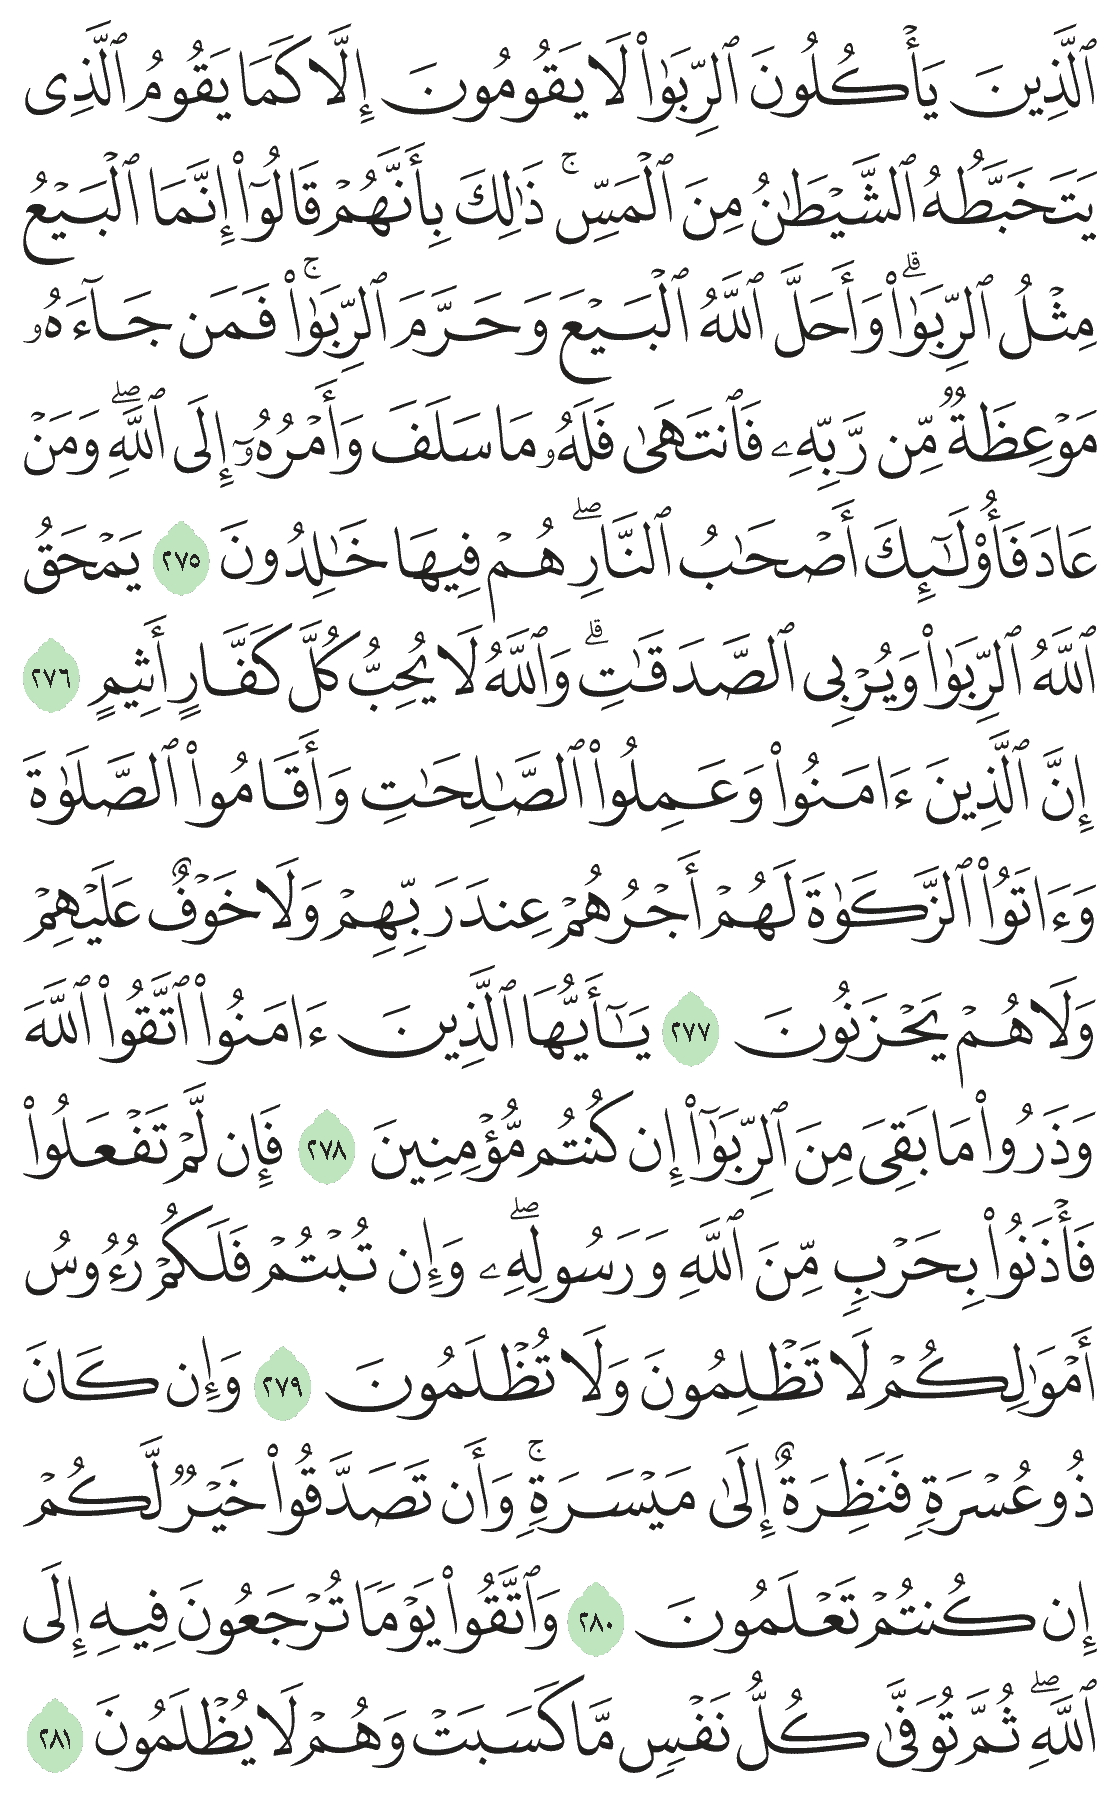 ٱلَّذِينَ يَأْكُلُونَ ٱلرِّبَوٰا۟ لَا يَقُومُونَ إِلَّا كَمَا يَقُومُ ٱلَّذِى
يَتَخَبَّطُهُ ٱلشَّيْطَٰنُ مِنَ ٱلْمَسِّ ۚ ذَٰلِكَ بِأَنَّهُمْ قَالُوٓا۟ إِنَّمَا ٱلْبَيْعُ
مِثْلُ ٱلرِّبَوٰا۟ ۗ وَأَحَلَّ ٱللَّهُ ٱلْبَيْعَ وَحَرَّمَ ٱلرِّبَوٰا۟ ۚ فَمَن جَآءَهُۥ
مَوْعِظَةٌ مِّن رَّبِّهِۦ فَٱنتَهَىٰ فَلَهُۥ مَا سَلَفَ وَأَمْرُهُۥٓ إِلَى ٱللَّهِ ۖ وَمَنْ
عَادَ فَأُو۟لَٰٓئِكَ أَصْحَٰبُ ٱلنَّارِ ۖ هُمْ فِيهَا خَٰلِدُونَ ٢٧٥ يَمْحَقُ
ٱللَّهُ ٱلرِّبَوٰا۟ وَيُرْبِى ٱلصَّدَقَٰتِ ۗ وَٱللَّهُ لَا يُحِبُّ كُلَّ كَفَّارٍ أَثِيمٍ ٢٧٦
إِنَّ ٱلَّذِينَ ءَامَنُوا۟ وَعَمِلُوا۟ ٱلصَّٰلِحَٰتِ وَأَقَامُوا۟ ٱلصَّلَوٰةَ
وَءَاتَوُا۟ ٱلزَّكَوٰةَ لَهُمْ أَجْرُهُمْ عِندَ رَبِّهِمْ وَلَا خَوْفٌ عَلَيْهِمْ
وَلَا هُمْ يَحْزَنُونَ ٢٧٧ يَٰٓأَيُّهَا ٱلَّذِينَ ءَامَنُوا۟ ٱتَّقُوا۟ ٱللَّهَ
وَذَرُوا۟ مَا بَقِىَ مِنَ ٱلرِّبَوٰٓا۟ إِن كُنتُم مُّؤْمِنِينَ ٢٧٨ فَإِن لَّمْ تَفْعَلُوا۟
فَأْذَنُوا۟ بِحَرْبٍ مِّنَ ٱللَّهِ وَرَسُولِهِۦ ۖ وَإِن تُبْتُمْ فَلَكُمْ رُءُوسُ
أَمْوَٰلِكُمْ لَا تَظْلِمُونَ وَلَا تُظْلَمُونَ ٢٧٩ وَإِن كَانَ
ذُو عُسْرَةٍ فَنَظِرَةٌ إِلَىٰ مَيْسَرَةٍ ۚ وَأَن تَصَدَّقُوا۟ خَيْرٌ لَّكُمْ
إِن كُنتُمْ تَعْلَمُونَ ٢٨٠ وَٱتَّقُوا۟ يَوْمًا تُرْجَعُونَ فِيهِ إِلَى
ٱللَّهِ ۖ ثُمَّ تُوَفَّىٰ كُلُّ نَفْسٍ مَّا كَسَبَتْ وَهُمْ لَا يُظْلَمُونَ ٢٨١